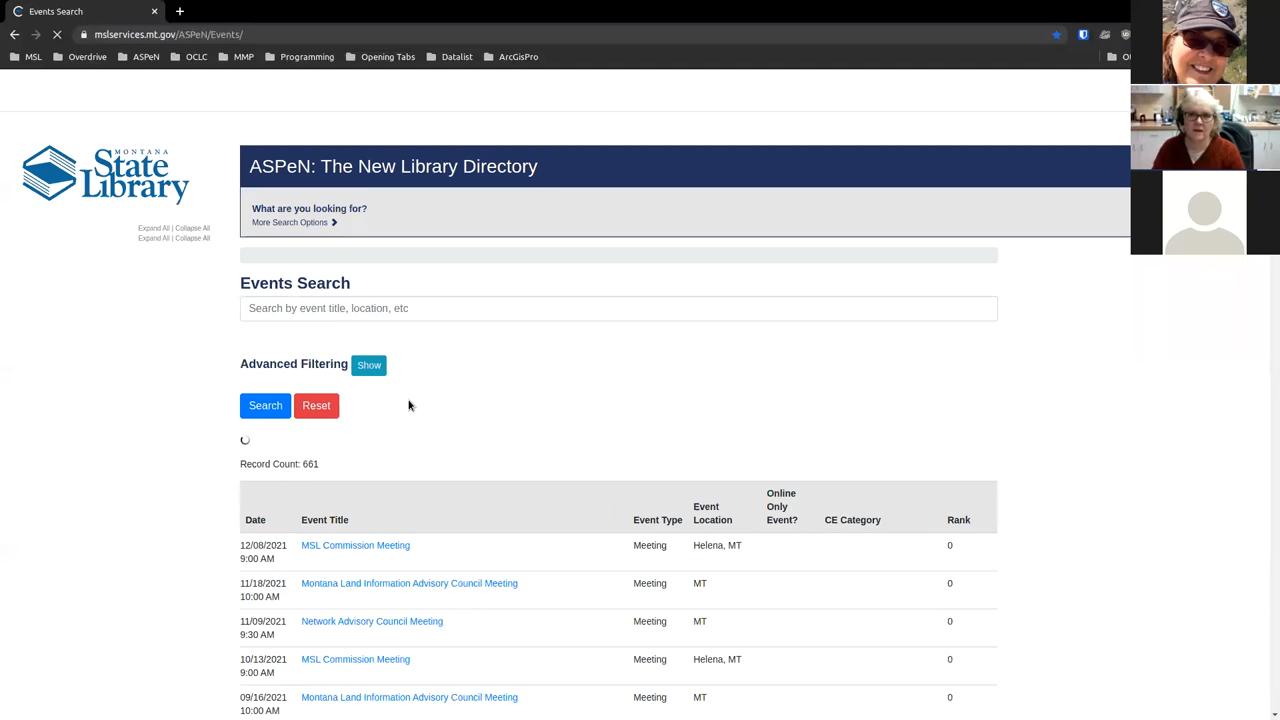 Events Search
mslservices.mt.gov/ASPeN/Events/
MSL Overdrive ASPeN OCLC MMP Programming Opening Tabs Datalist ArcGisPro
MONTANA
State
Library
Expand All | Collapse All
Expand All | Collapse All
ASPeN: The New Library Directory
What are you looking for?
More Search Options
Events Search
Search by event title, location, etc
Advanced Filtering Show
Search Reset
Record Count: 661
Date Event Title Event Type Event Location Online Only Event? CE Category Rank
12/08/2021 9:00 AM MSL Commission Meeting Meeting Helena, MT 0
11/18/2021 10:00 AM Montana Land Information Advisory Council Meeting Meeting MT 0
11/09/2021 9:30 AM Network Advisory Council Meeting Meeting MT 0
10/13/2021 9:00 AM MSL Commission Meeting Meeting Helena, MT 0
09/16/2021 10:00 AM Montana Land Information Advisory Council Meeting Meeting MT 0